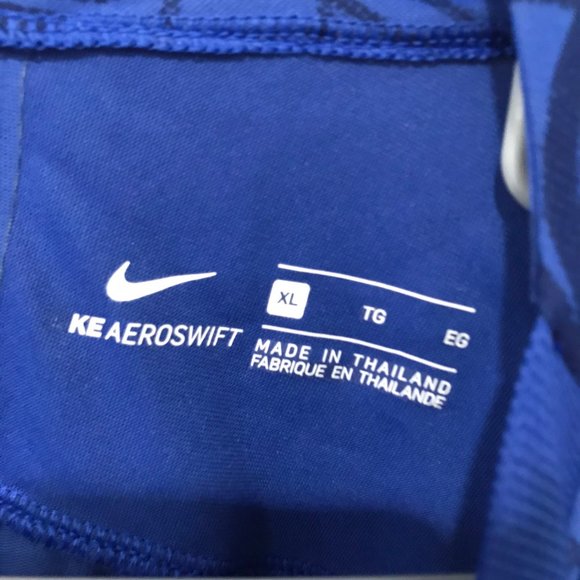 KE AEROSWIFT
XL TG EG
MADE IN THAILAND
FABRIQUE EN THAILANDE